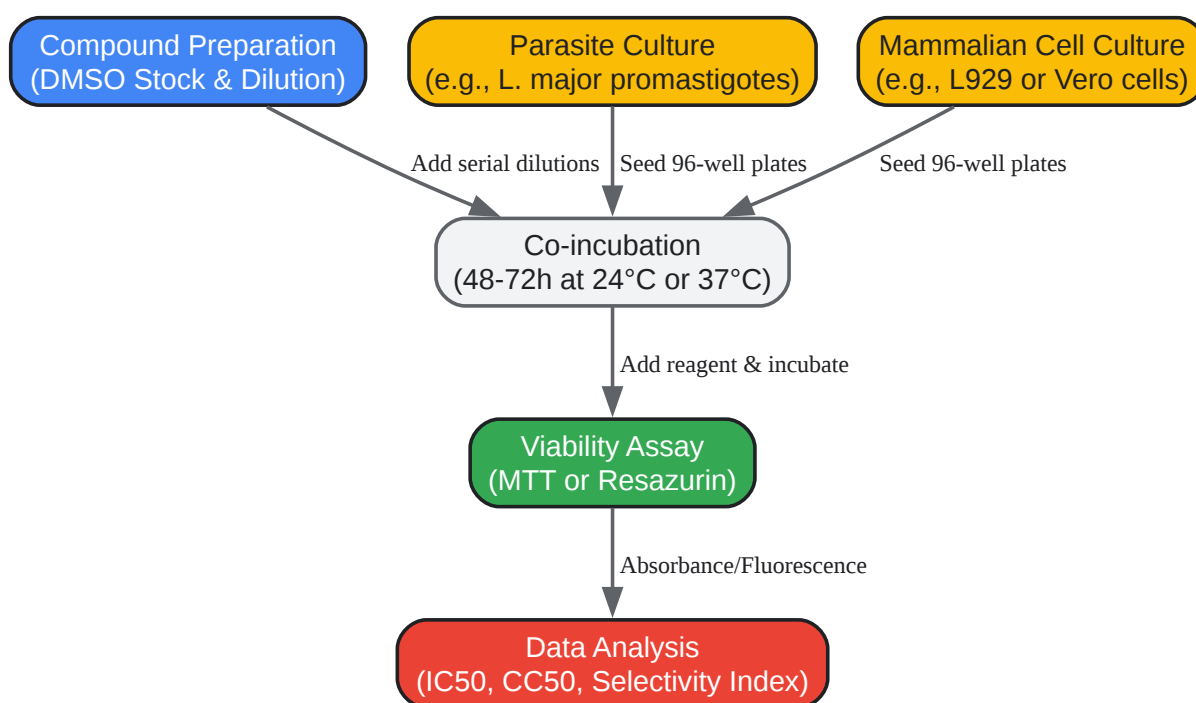 Compound Preparation
(DMSO Stock & Dilution)
Parasite Culture
(e.g., L. major promastigotes)
Mammalian Cell Culture
(e.g., L929 or Vero cells)
Add serial dilutions
Seed 96-well plates
Seed 96-well plates
Co-incubation
(48-72h at 24°C or 37°C)
Add reagent & incubate
Viability Assay
(MTT or Resazurin)
Absorbance/Fluorescence
Data Analysis
(IC50, CC50, Selectivity Index)